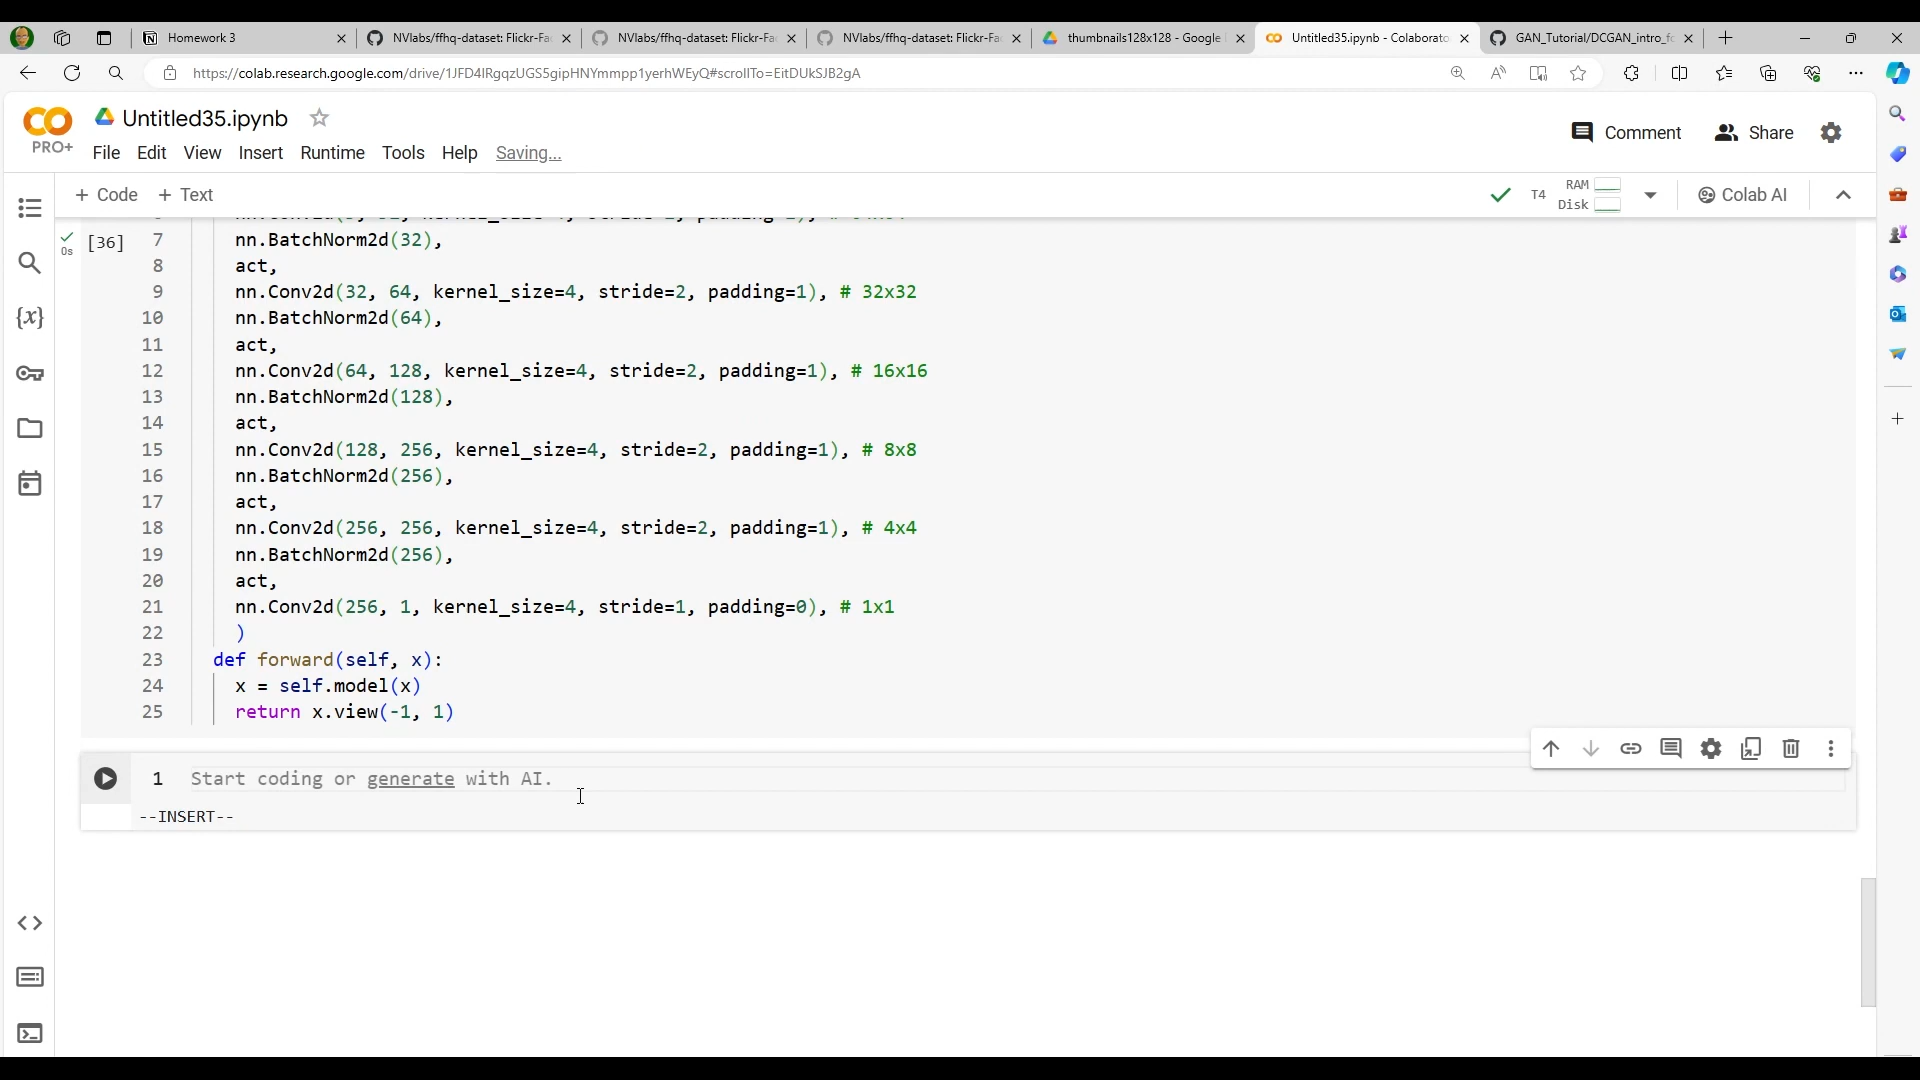 Homework 3
NVlabs/ffhq-dataset: Flickr-Fa
NVlabs/ffhq-dataset: Flickr-Fa
NVlabs/ffhq-dataset: Flickr-Fa
thumbnails128x128 - Google
Untitled35.ipynb - Colaborato
GAN_Tutorial/DCGAN_intro_fo
https://colab.research.google.com/drive/1JFD4IRgqzUGS5gipHNYmmpp1yerhWEyQ#scrollTo=EitDUkSJB2gA
Untitled35.ipynb
PRO+
File Edit View Insert Runtime Tools Help Saving...
Comment Share
+ Code + Text
T4 RAM Disk
Colab AI
0s [36]
7 nn.BatchNorm2d(32),
8 act,
9 nn.Conv2d(32, 64, kernel_size=4, stride=2, padding=1), # 32x32
10 nn.BatchNorm2d(64),
11 act,
12 nn.Conv2d(64, 128, kernel_size=4, stride=2, padding=1), # 16x16
13 nn.BatchNorm2d(128),
14 act,
15 nn.Conv2d(128, 256, kernel_size=4, stride=2, padding=1), # 8x8
16 nn.BatchNorm2d(256),
17 act,
18 nn.Conv2d(256, 256, kernel_size=4, stride=2, padding=1), # 4x4
19 nn.BatchNorm2d(256),
20 act,
21 nn.Conv2d(256, 1, kernel_size=4, stride=1, padding=0), # 1x1
22 )
23 def forward(self, x):
24 x = self.model(x)
25 return x.view(-1, 1)
1 Start coding or generate with AI.
--INSERT--